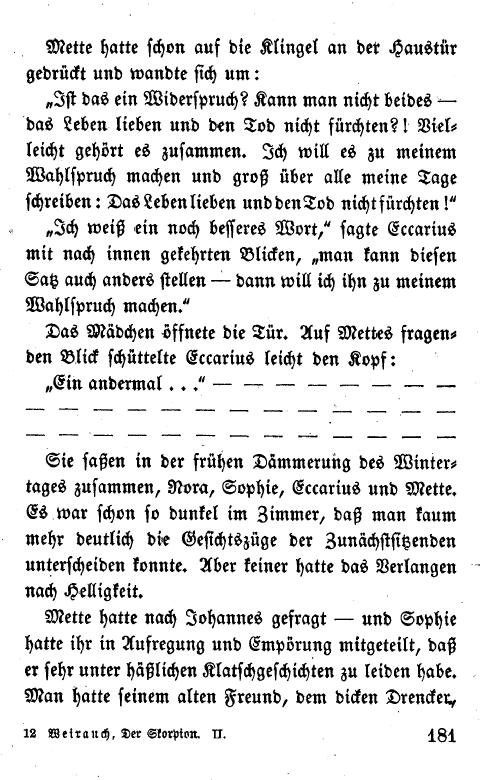 Mette hatte schon auf die Klingel an der Haustür
gedrückt und wandte sich um:
„Ist das ein Widerspruch? Kann man nicht beides —
das Leben lieben und den Tod nicht fürchten?! Viel-
leicht gehört es zusammen. Ich will es zu meinem
Wahlspruch machen und groß über alle meine Tage
schreiben: Das Leben lieben und den Tod nicht fürchten!“
„Ich weiß ein noch besseres Wort,“ sagte Eccarius
mit nach innen gekehrten Blicken, „man kann diesen
Satz auch anders stellen — dann will ich ihn zu meinem
Wahlspruch machen.“
Das Mädchen öffnete die Tür. Auf Mettes fragen-
den Blick schüttelte Eccarius leicht den Kopf:
„Ein andermal . . .“ — — — — — — — —
— — — — — — — — — — — — — —
— — — — — — — — — — — — — —
Sie saßen in der frühen Dämmerung des Winter-
tages zusammen, Nora, Sophie, Eccarius und Mette.
Es war schon so dunkel im Zimmer, daß man kaum
mehr deutlich die Gesichtszüge der Zunächstsitzenden
unterscheiden konnte. Aber keiner hatte das Verlangen
nach Helligkeit.
Mette hatte nach Johannes gefragt — und Sophie
hatte ihr in Aufregung und Empörung mitgeteilt, daß
er sehr unter häßlichen Klatschgeschichten zu leiden habe.
Man hatte seinem alten Freund, dem dicken Drencker,
12 Weirauch, Der Skorpion. II.
181